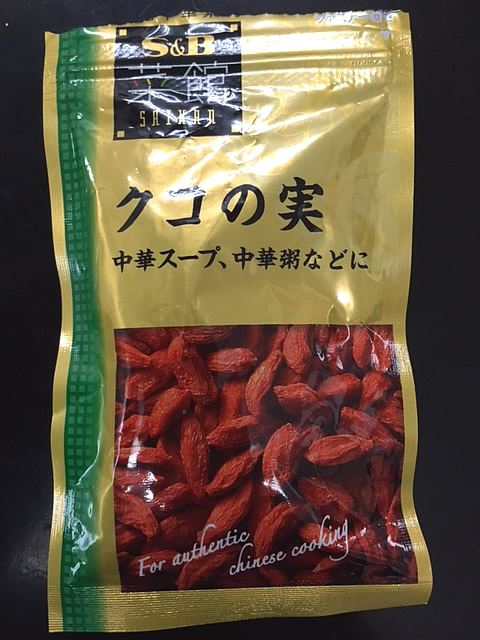 S&B
菜館
SAIKAN
クコの実
中華スープ、中華粥などに
For authentic
chinese cooking